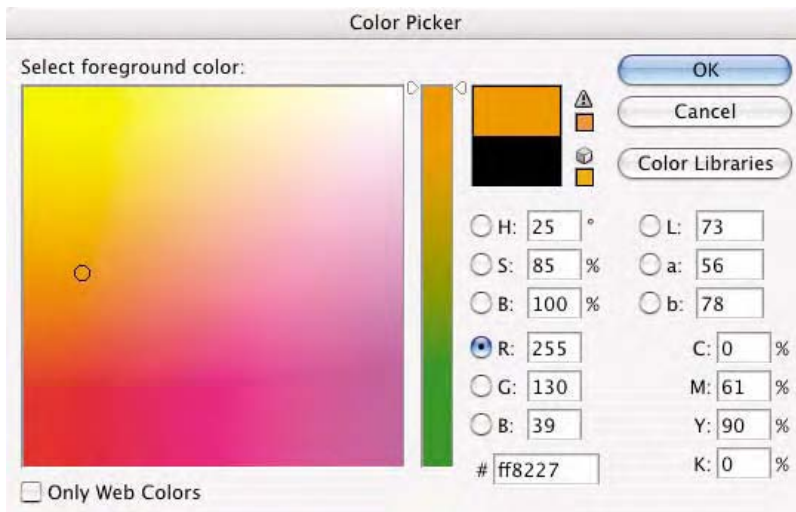 Color Picker
Select foreground color:
OK
Cancel
Color Libraries
H: 25 °
S: 85 %
B: 100 %
R: 255
G: 130
B: 39
# ff8227
L: 73
a: 56
b: 78
C: 0 %
M: 61 %
Y: 90 %
K: 0 %
Only Web Colors